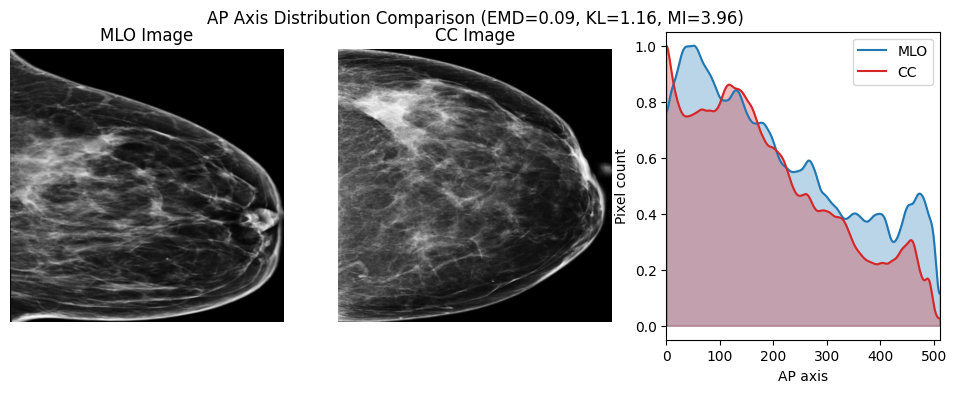 AP Axis Distribution Comparison (EMD=0.09, KL=1.16, MI=3.96)
MLO Image
CC Image
MLO
CC
Pixel count
1.0
0.8
0.6
0.4
0.2
0.0
0 100 200 300 400 500
AP axis